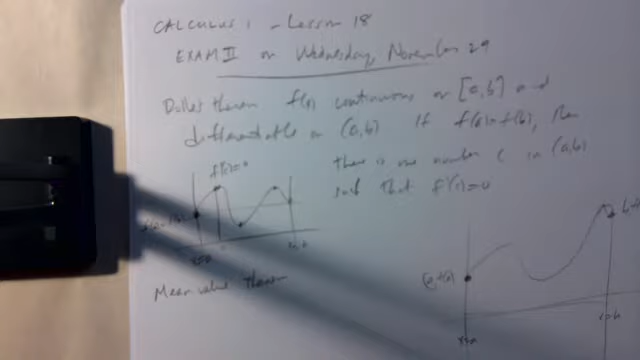 CALCULUS 1 - Lesson 18
EXAM II on Wednesday, November 29
Rolle's theorem f(x) continuous on [a,b] and
differentiable on (a,b) If f(a)=f(b), then
there is one number c in (a,b)
such that f'(c)=0
f'(c)=0
x=a
x=b
Mean value theorem
x=a
x=b